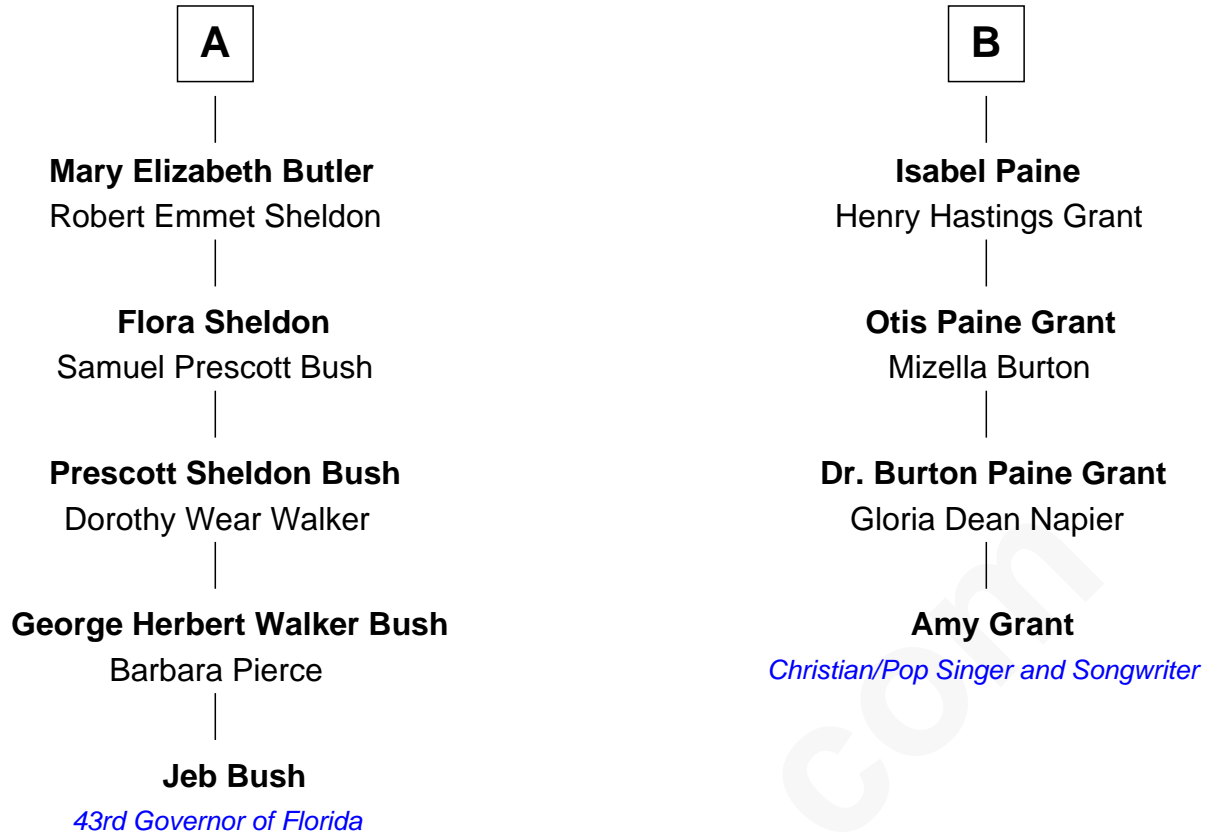 A
Mary Elizabeth Butler
Robert Emmet Sheldon
Flora Sheldon
Samuel Prescott Bush
Prescott Sheldon Bush
Dorothy Wear Walker
George Herbert Walker Bush
Barbara Pierce
Jeb Bush
43rd Governor of Florida
B
Isabel Paine
Henry Hastings Grant
Otis Paine Grant
Mizella Burton
Dr. Burton Paine Grant
Gloria Dean Napier
Amy Grant
Christian/Pop Singer and Songwriter
com